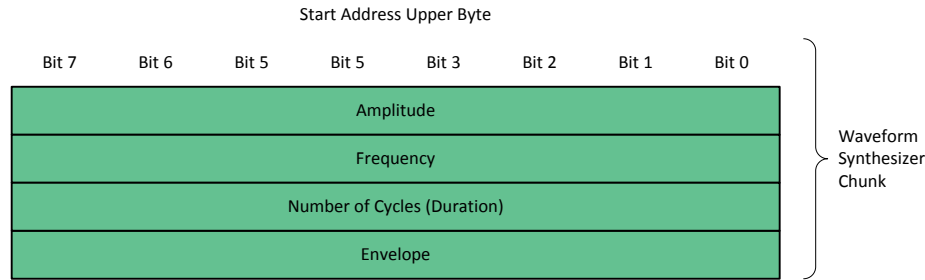 Start Address Upper Byte
Bit 7 Bit 6 Bit 5 Bit 5 Bit 3 Bit 2 Bit 1 Bit 0
Amplitude
Frequency
Number of Cycles (Duration)
Envelope
Waveform
Synthesizer
Chunk